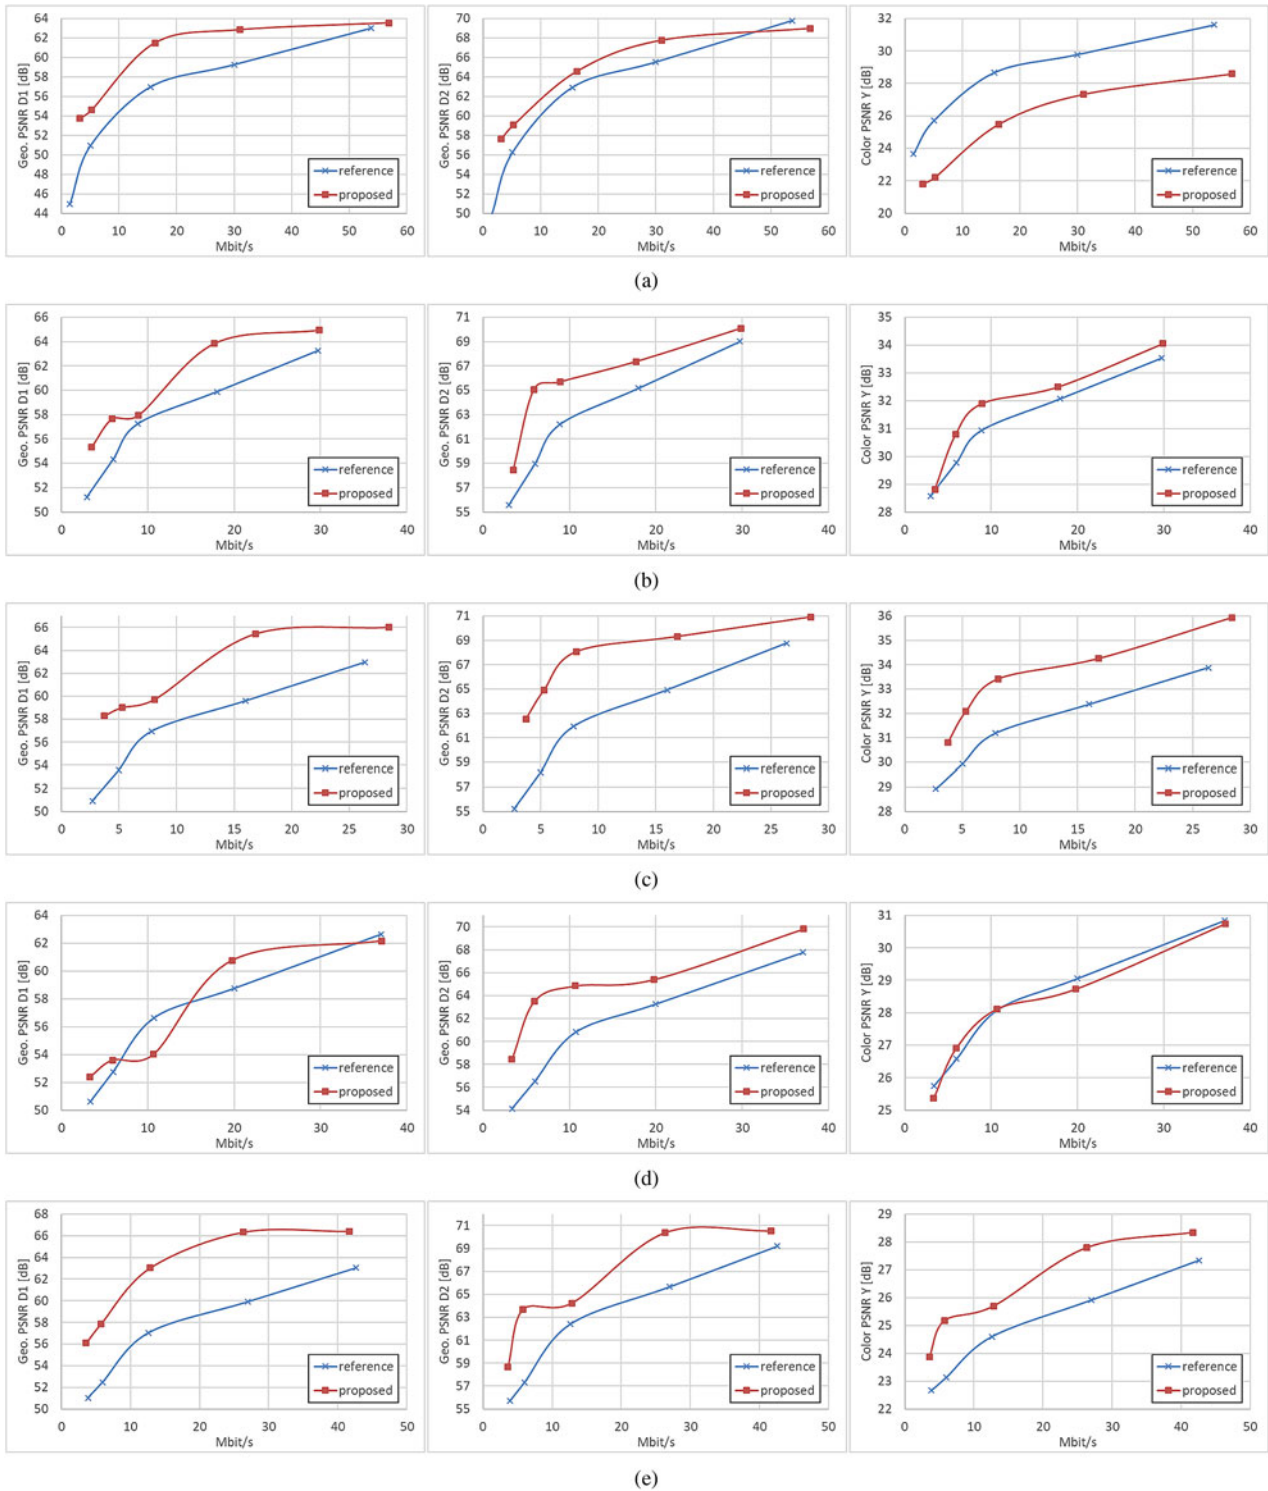 Geo. PSNR D1 [dB]
64
62
60
58
56
54
52
50
48
46
44
0 10 20 30 40 50 60
Mbit/s
reference
proposed
Geo. PSNR D2 [dB]
70
68
66
64
62
60
58
56
54
52
50
0 10 20 30 40 50 60
Mbit/s
reference
proposed
Color PSNR Y [dB]
32
30
28
26
24
22
20
0 10 20 30 40 50 60
Mbit/s
reference
proposed
(a)
Geo. PSNR D1 [dB]
66
64
62
60
58
56
54
52
50
0 10 20 30 40
Mbit/s
reference
proposed
Geo. PSNR D2 [dB]
71
69
67
65
63
61
59
57
55
0 10 20 30 40
Mbit/s
reference
proposed
Color PSNR Y [dB]
35
34
33
32
31
30
29
28
0 10 20 30 40
Mbit/s
reference
proposed
(b)
Geo. PSNR D1 [dB]
66
64
62
60
58
56
54
52
50
0 5 10 15 20 25 30
Mbit/s
reference
proposed
Geo. PSNR D2 [dB]
71
69
67
65
63
61
59
57
55
0 5 10 15 20 25 30
Mbit/s
reference
proposed
Color PSNR Y [dB]
36
35
34
33
32
31
30
29
28
0 5 10 15 20 25 30
Mbit/s
reference
proposed
(c)
Geo. PSNR D1 [dB]
64
62
60
58
56
54
52
50
0 10 20 30 40
Mbit/s
reference
proposed
Geo. PSNR D2 [dB]
70
68
66
64
62
60
58
56
54
0 10 20 30 40
Mbit/s
reference
proposed
Color PSNR Y [dB]
31
30
29
28
27
26
25
0 10 20 30 40
Mbit/s
reference
proposed
(d)
Geo. PSNR D1 [dB]
68
66
64
62
60
58
56
54
52
50
0 10 20 30 40 50
Mbit/s
reference
proposed
Geo. PSNR D2 [dB]
71
69
67
65
63
61
59
57
55
0 10 20 30 40 50
Mbit/s
reference
proposed
Color PSNR Y [dB]
29
28
27
26
25
24
23
22
0 10 20 30 40 50
Mbit/s
reference
proposed
(e)